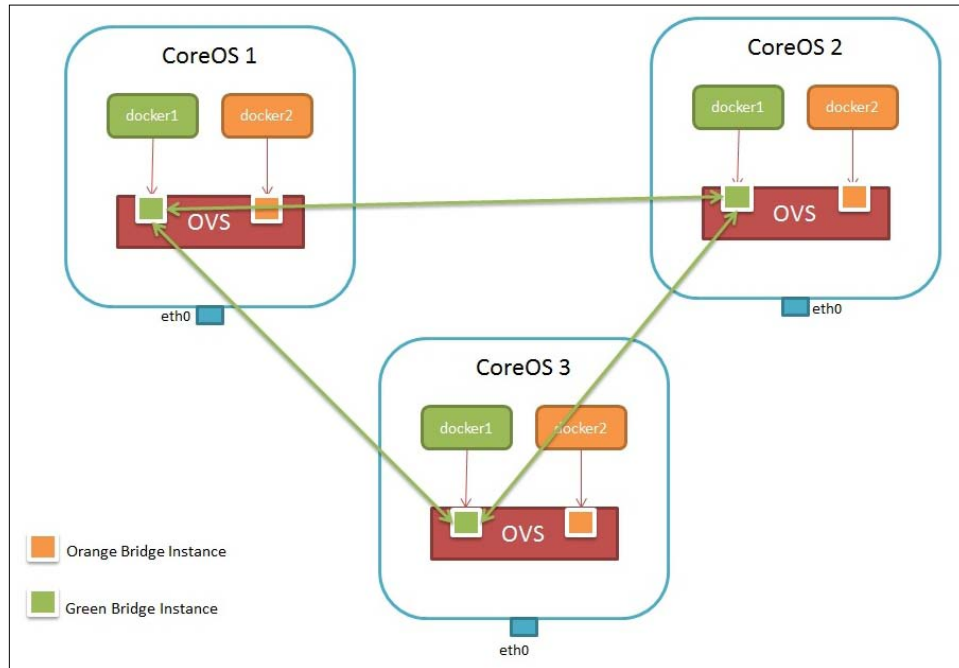 CoreOS 1
docker1
docker2
OVS
eth0
CoreOS 2
docker1
docker2
OVS
eth0
CoreOS 3
docker1
docker2
OVS
eth0
Orange Bridge Instance
Green Bridge Instance